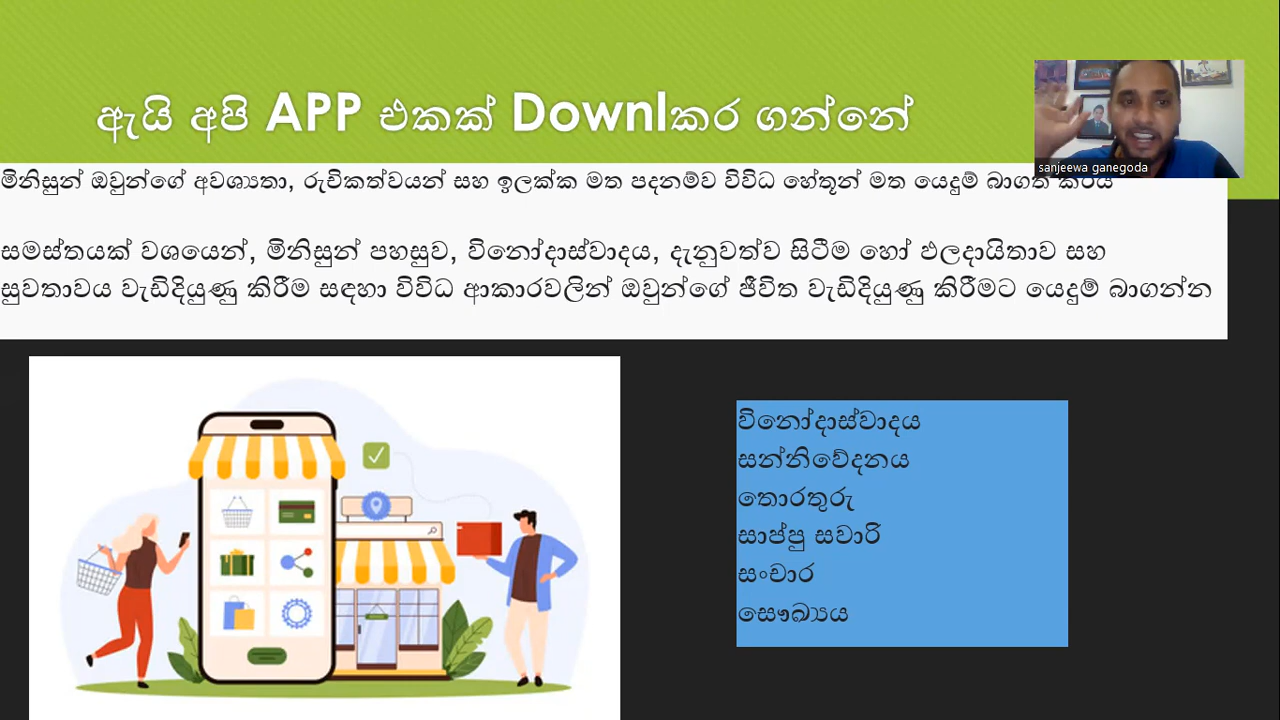 ඇයි අපි APP එකක් Downlකර ගන්නේ
sanjeewa ganegoda
මිනිසුන් ඔවුන්ගේ අවශ්‍යතා, රුචිකත්වයන් සහ ඉලක්ක මත පදනම්ව විවිධ හේතූන් මත යෙදුම් බාගත කරය
සමස්තයක් වශයෙන්, මිනිසුන් පහසුව, විනෝදාස්වාදය, දැනුවත්ව සිටීම හෝ ඵලදායිතාව සහ
සුවතාවය වැඩිදියුණු කිරීම සඳහා විවිධ ආකාරවලින් ඔවුන්ගේ ජීවිත වැඩිදියුණු කිරීමට යෙදුම් බාගන්න
විනෝදාස්වාදය
සන්නිවේදනය
තොරතුරු
සාප්පු සවාරි
සංචාර
සෞඛ්‍යය